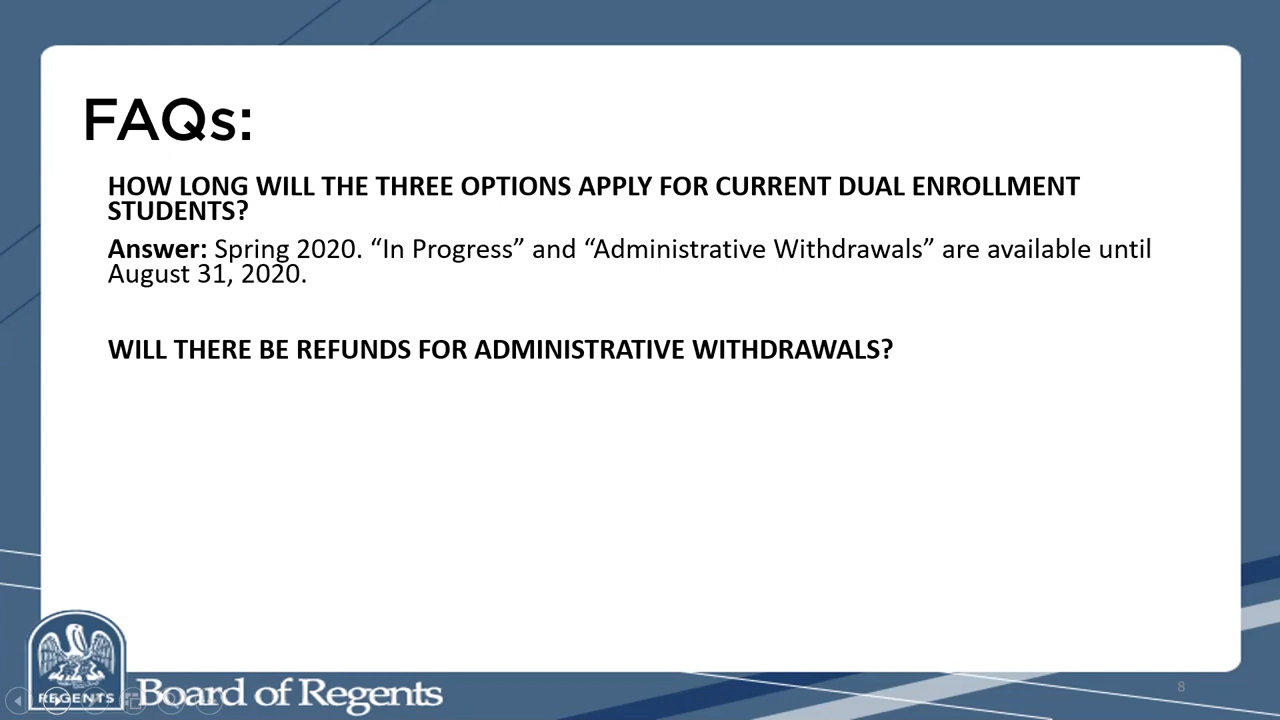 FAQs:
HOW LONG WILL THE THREE OPTIONS APPLY FOR CURRENT DUAL ENROLLMENT
STUDENTS?
Answer: Spring 2020. “In Progress” and “Administrative Withdrawals” are available until
August 31, 2020.
WILL THERE BE REFUNDS FOR ADMINISTRATIVE WITHDRAWALS?
REGENTS
Board of Regents
8